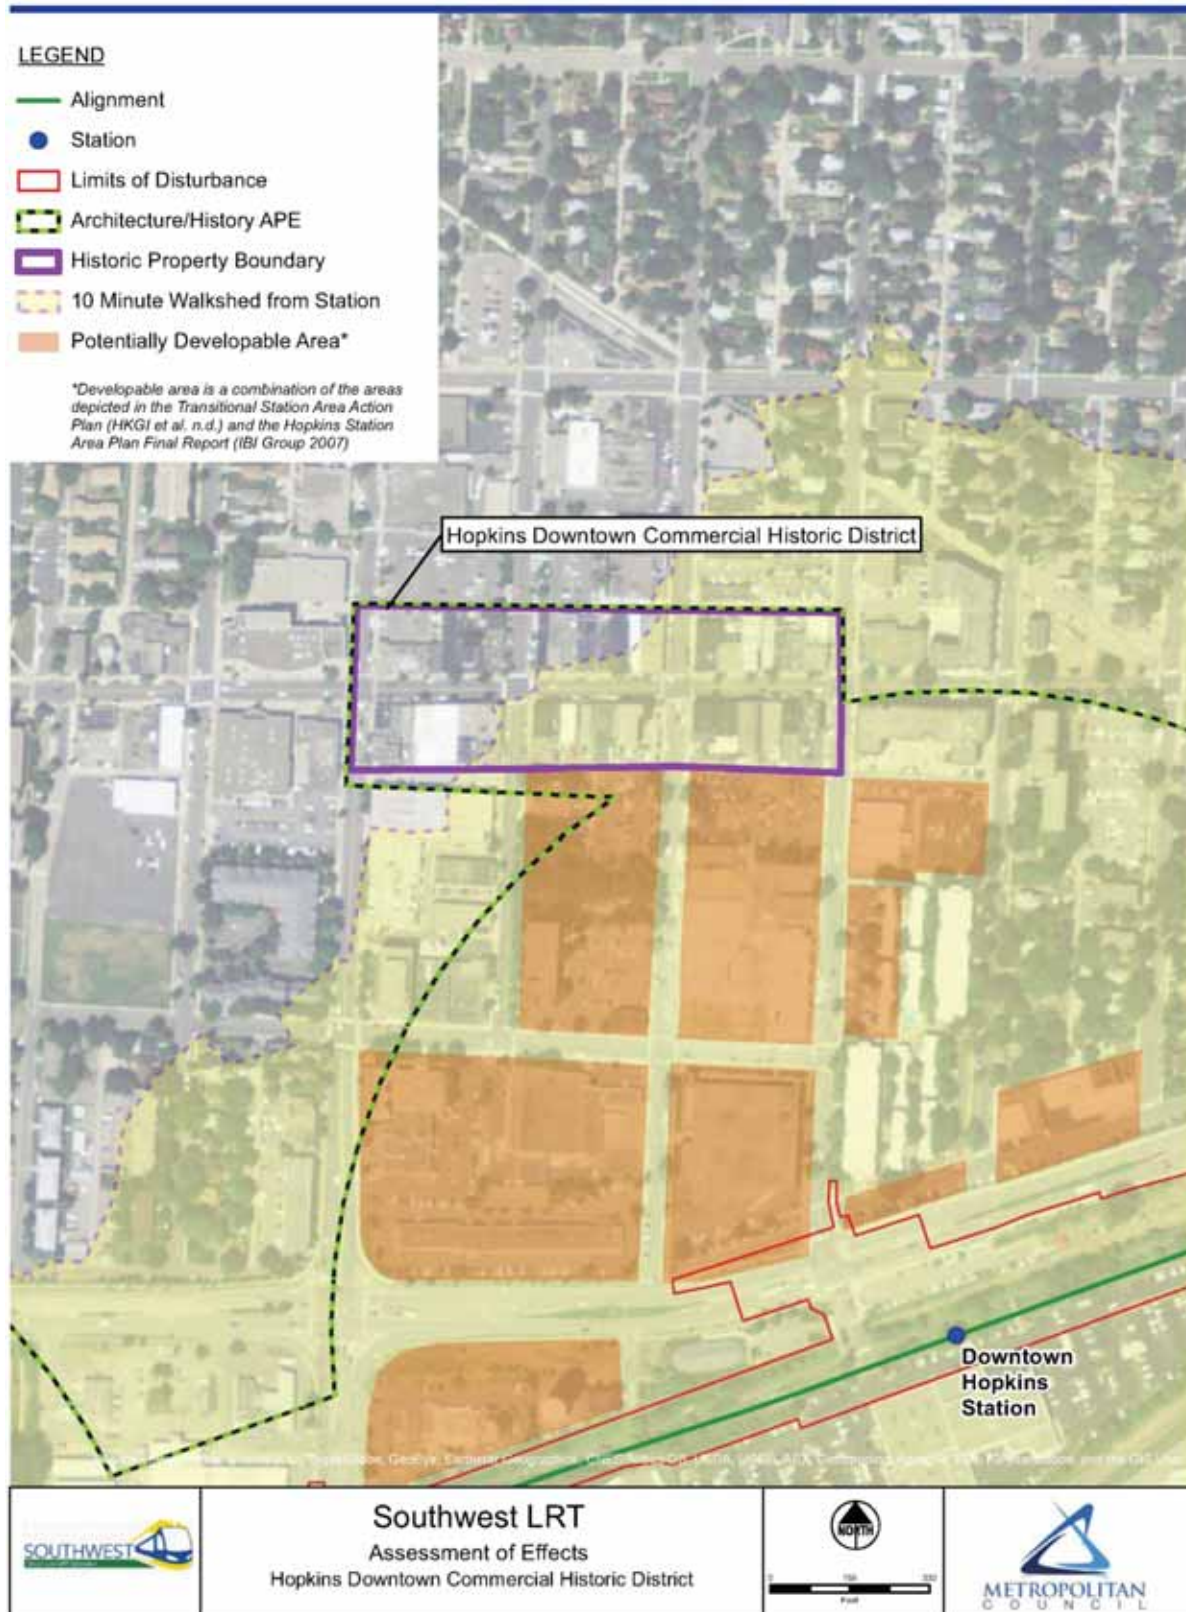 LEGEND
Alignment
Station
Limits of Disturbance
Architecture/History APE
Historic Property Boundary
10 Minute Walkshed from Station
Potentially Developable Area*
*Developable area is a combination of the areas
depicted in the Transitional Station Area Action
Plan (HKGI et al. n.d.) and the Hopkins Station
Area Plan Final Report (IBI Group 2007)
Hopkins Downtown Commercial Historic District
Downtown
Hopkins
Station
SOUTHWEST
Southwest LRT
Assessment of Effects
Hopkins Downtown Commercial Historic District
NORTH
0
Feet
METROPOLITAN
COUNCIL